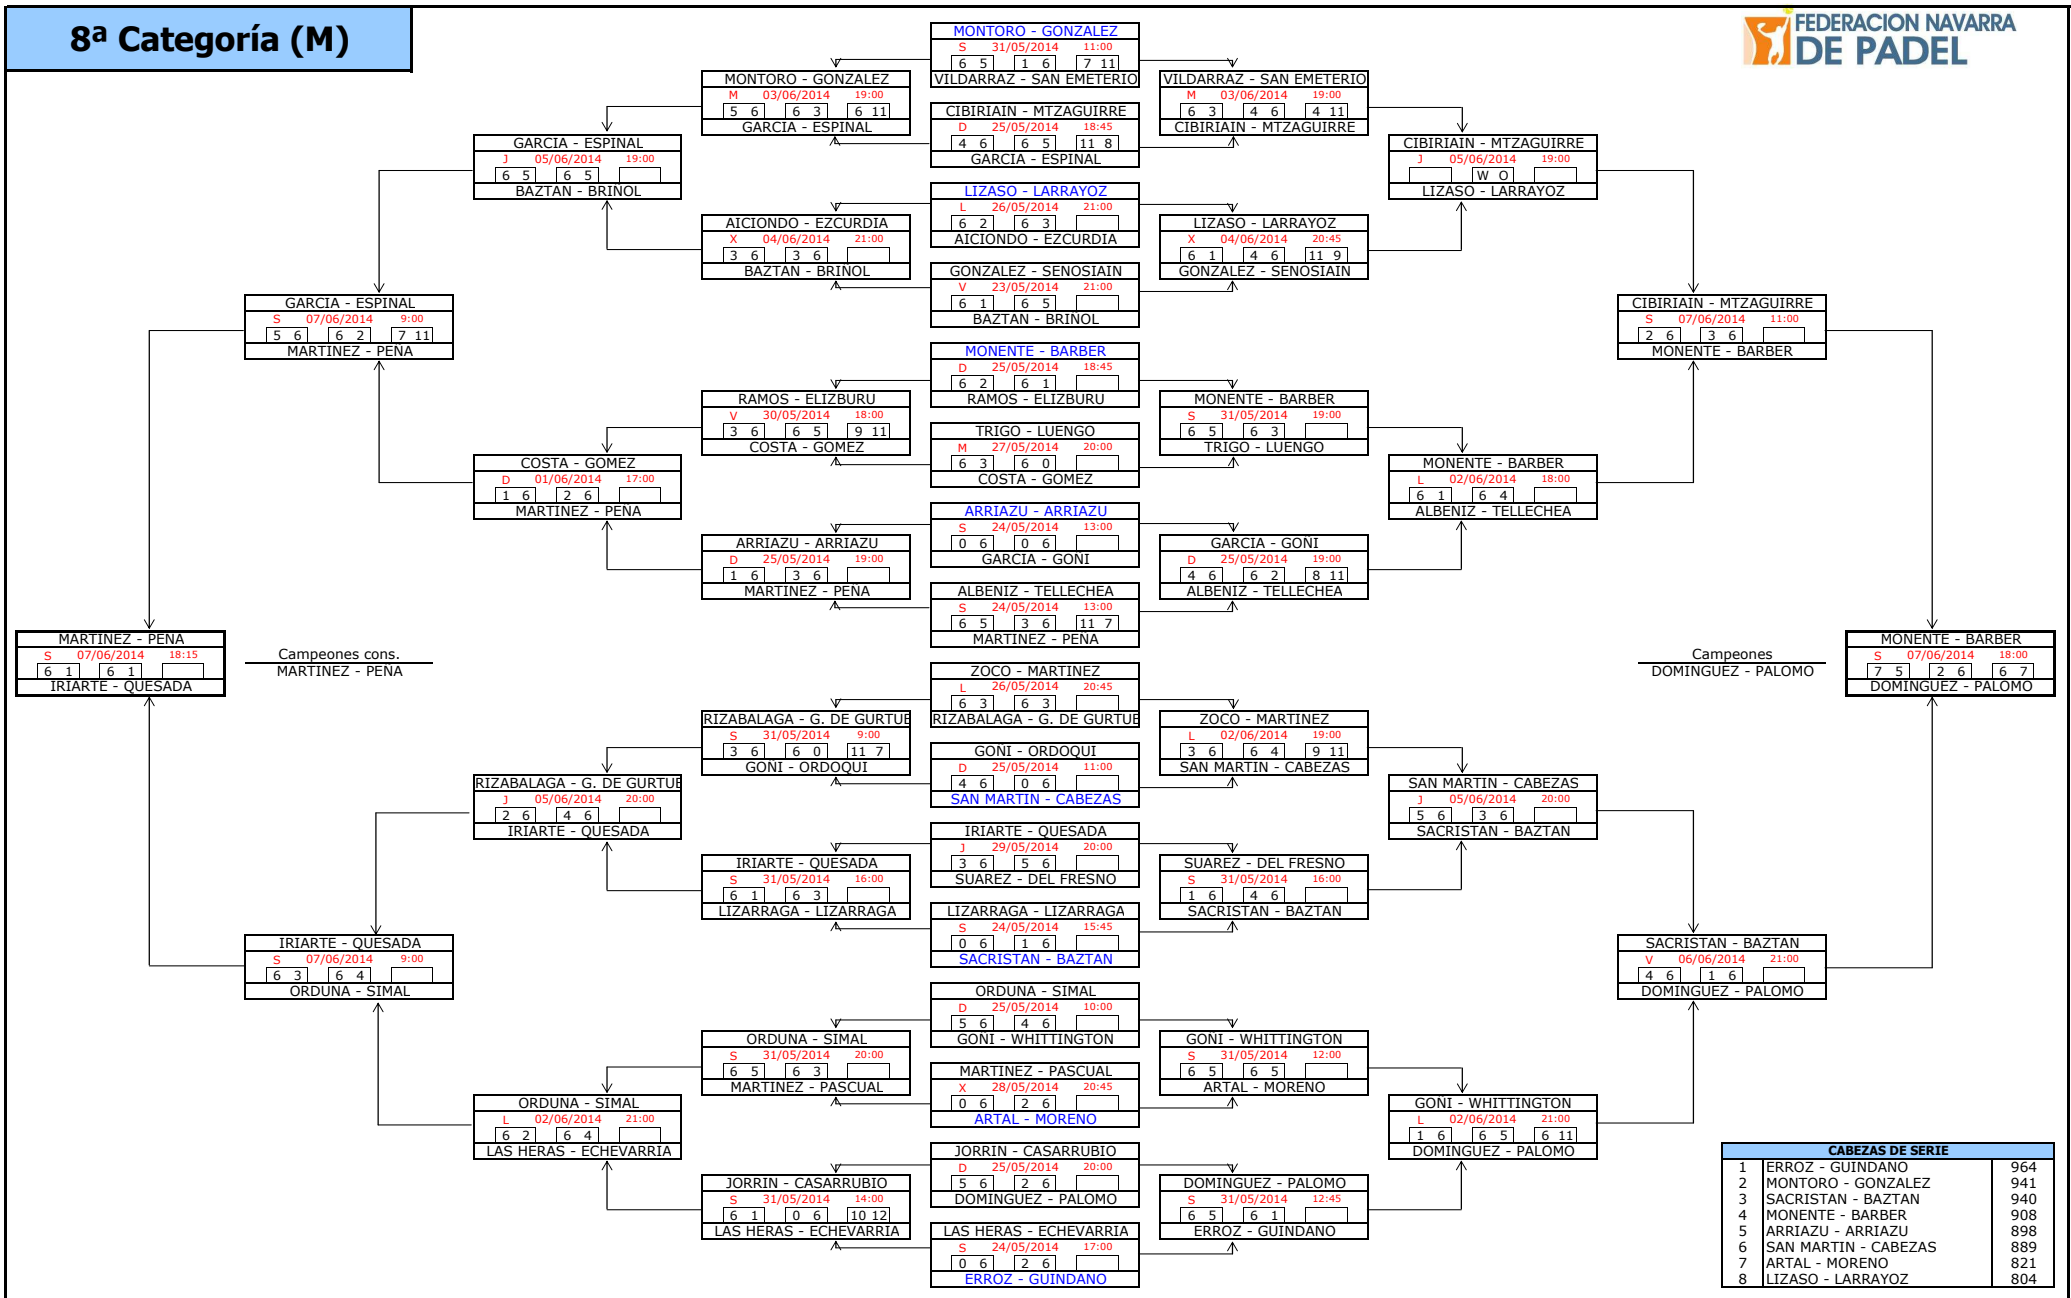 8ª Categoría (M)
FEDERACION NAVARRA
DE PADEL
MONTORO - GONZALEZ
S 31/05/2014 11:00
6 5 1 6 7 11
VILDARRAZ - SAN EMETERIO
CIBIRIAIN - MTZAGUIRRE
D 25/05/2014 18:45
4 6 6 5 11 8
GARCIA - ESPINAL
LIZASO - LARRAYOZ
L 26/05/2014 21:00
6 2 6 3
AICIONDO - EZCURDIA
GONZALEZ - SENOSIAIN
V 23/05/2014 21:00
6 1 6 5
BAZTAN - BRIÑOL
MONENTE - BARBER
D 25/05/2014 18:45
6 2 6 1
RAMOS - ELIZBURU
TRIGO - LUENGO
M 27/05/2014 20:00
6 3 6 0
COSTA - GOMEZ
ARRIAZU - ARRIAZU
S 24/05/2014 13:00
0 6 0 6
GARCIA - GOÑI
ALBENIZ - TELLECHEA
S 24/05/2014 13:00
6 5 3 6 11 7
MARTINEZ - PEÑA
ZOCO - MARTINEZ
L 26/05/2014 20:45
6 3 6 3
RIZABALAGA - G. DE GURTUB
GOÑI - ORDOQUI
D 25/05/2014 11:00
4 6 0 6
SAN MARTIN - CABEZAS
IRIARTE - QUESADA
J 29/05/2014 20:00
3 6 5 6
SUAREZ - DEL FRESNO
LIZARRAGA - LIZARRAGA
S 24/05/2014 15:45
0 6 1 6
SACRISTAN - BAZTAN
ORDUNA - SIMAL
D 25/05/2014 10:00
5 6 4 6
GOÑI - WHITTINGTON
MARTINEZ - PASCUAL
X 28/05/2014 20:45
0 6 2 6
ARTAL - MORENO
JORRIN - CASARRUBIO
D 25/05/2014 20:00
5 6 2 6
DOMINGUEZ - PALOMO
LAS HERAS - ECHEVARRIA
S 24/05/2014 17:00
0 6 2 6
ERROZ - GUINDANO
MONTORO - GONZALEZ
M 03/06/2014 19:00
5 6 6 3 6 11
GARCIA - ESPINAL
AICIONDO - EZCURDIA
X 04/06/2014 21:00
3 6 3 6
BAZTAN - BRIÑOL
RAMOS - ELIZBURU
V 30/05/2014 18:00
3 6 6 5 9 11
COSTA - GOMEZ
ARRIAZU - ARRIAZU
D 25/05/2014 19:00
1 6 3 6
MARTINEZ - PEÑA
RIZABALAGA - G. DE GURTUB
S 31/05/2014 9:00
3 6 6 0 11 7
GOÑI - ORDOQUI
IRIARTE - QUESADA
S 31/05/2014 16:00
6 1 6 3
LIZARRAGA - LIZARRAGA
ORDUNA - SIMAL
S 31/05/2014 20:00
6 5 6 3
MARTINEZ - PASCUAL
JORRIN - CASARRUBIO
S 31/05/2014 14:00
6 1 0 6 10 12
LAS HERAS - ECHEVARRIA
GARCIA - ESPINAL
J 05/06/2014 19:00
6 5 6 5
BAZTAN - BRIÑOL
COSTA - GOMEZ
D 01/06/2014 17:00
1 6 2 6
MARTINEZ - PEÑA
RIZABALAGA - G. DE GURTUB
J 05/06/2014 20:00
2 6 4 6
IRIARTE - QUESADA
ORDUNA - SIMAL
L 02/06/2014 21:00
6 2 6 4
LAS HERAS - ECHEVARRIA
GARCIA - ESPINAL
S 07/06/2014 9:00
5 6 6 2 7 11
MARTINEZ - PEÑA
IRIARTE - QUESADA
S 07/06/2014 9:00
6 3 6 4
ORDUNA - SIMAL
MARTINEZ - PEÑA
S 07/06/2014 18:15
6 1 6 1
IRIARTE - QUESADA
Campeones cons.
MARTINEZ - PEÑA
VILDARRAZ - SAN EMETERIO
M 03/06/2014 19:00
6 3 4 6 4 11
CIBIRIAIN - MTZAGUIRRE
LIZASO - LARRAYOZ
X 04/06/2014 20:45
6 1 4 6 11 9
GONZALEZ - SENOSIAIN
MONENTE - BARBER
S 31/05/2014 19:00
6 5 6 3
TRIGO - LUENGO
GARCIA - GOÑI
D 25/05/2014 19:00
4 6 6 2 8 11
ALBENIZ - TELLECHEA
ZOCO - MARTINEZ
L 02/06/2014 19:00
3 6 6 4 9 11
SAN MARTIN - CABEZAS
SUAREZ - DEL FRESNO
S 31/05/2014 16:00
1 6 4 6
SACRISTAN - BAZTAN
GOÑI - WHITTINGTON
S 31/05/2014 12:00
6 5 6 5
ARTAL - MORENO
DOMINGUEZ - PALOMO
S 31/05/2014 12:45
6 5 6 1
ERROZ - GUINDANO
CIBIRIAIN - MTZAGUIRRE
J 05/06/2014 19:00
W O
LIZASO - LARRAYOZ
MONENTE - BARBER
L 02/06/2014 18:00
6 1 6 4
ALBENIZ - TELLECHEA
SAN MARTIN - CABEZAS
J 05/06/2014 20:00
5 6 3 6
SACRISTAN - BAZTAN
GOÑI - WHITTINGTON
L 02/06/2014 21:00
1 6 6 5 6 11
DOMINGUEZ - PALOMO
CIBIRIAIN - MTZAGUIRRE
S 07/06/2014 11:00
2 6 3 6
MONENTE - BARBER
SACRISTAN - BAZTAN
V 06/06/2014 21:00
4 6 1 6
DOMINGUEZ - PALOMO
Campeones
DOMINGUEZ - PALOMO
MONENTE - BARBER
S 07/06/2014 18:00
7 5 2 6 6 7
DOMINGUEZ - PALOMO
CABEZAS DE SERIE
1 ERROZ - GUINDANO 964
2 MONTORO - GONZALEZ 941
3 SACRISTAN - BAZTAN 940
4 MONENTE - BARBER 908
5 ARRIAZU - ARRIAZU 898
6 SAN MARTIN - CABEZAS 889
7 ARTAL - MORENO 821
8 LIZASO - LARRAYOZ 804